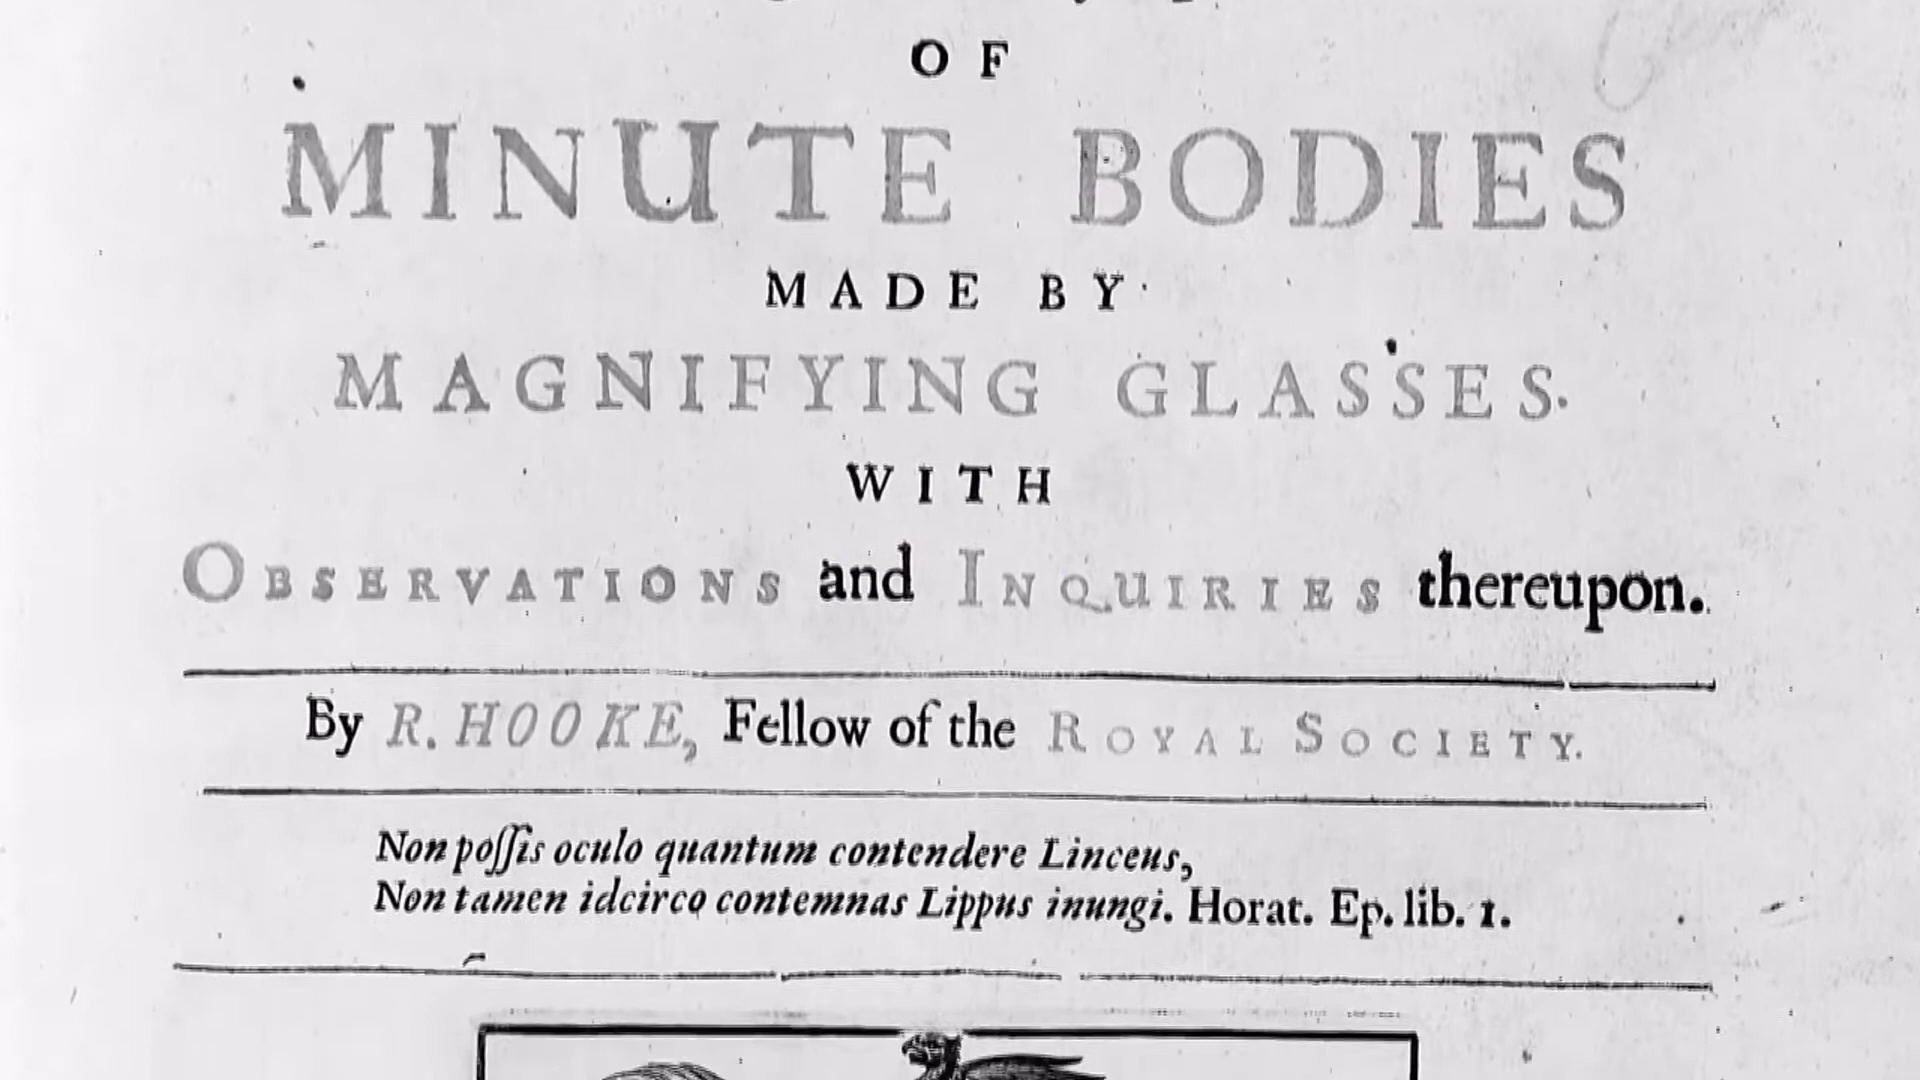 OF
MINUTE BODIES
MADE BY
MAGNIFYING GLASSES.
WITH
OBSERVATIONS and INQUIRIES thereupon.
By R. HOOKE, Fellow of the ROYAL SOCIETY.
Non poſſis oculo quantum contendere Linceus,
Non tamen idcirco contemnas Lippus inungi. Horat. Ep. lib. 1.